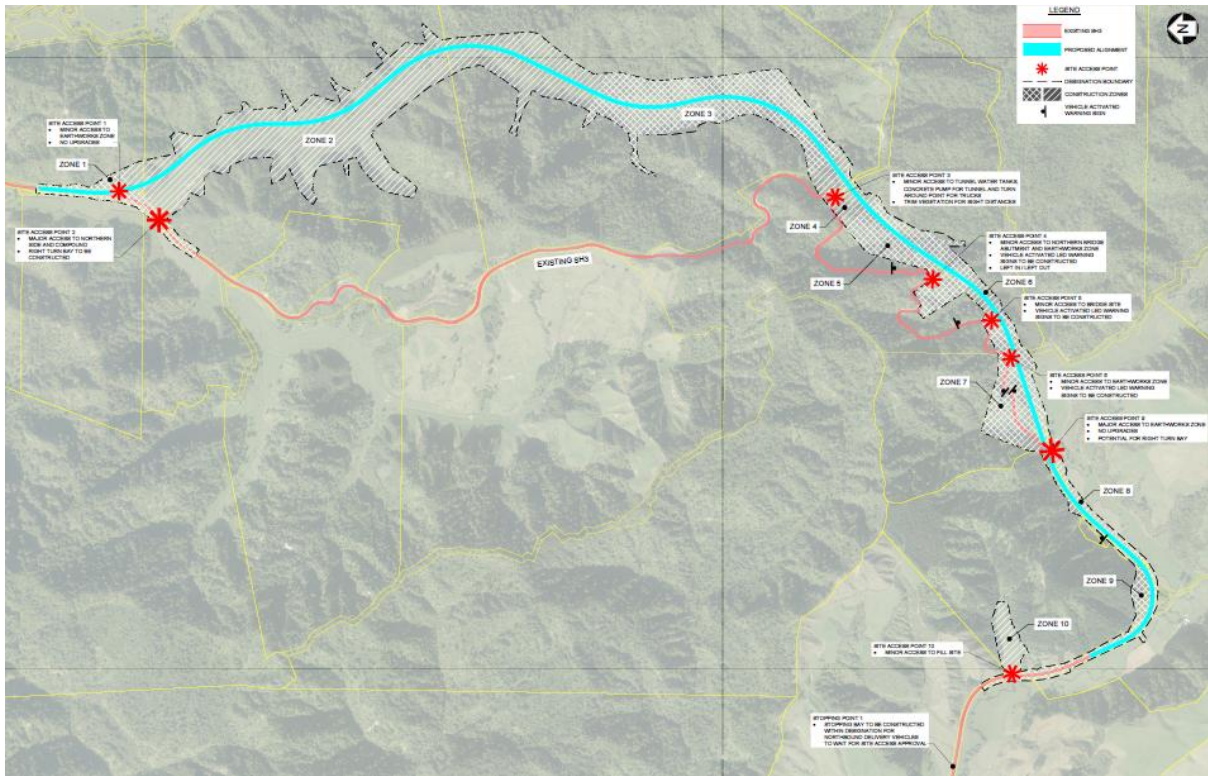 LEGEND
EXISTING SH3
PROPOSED ALIGNMENT
SITE ACCESS POINT
DESIGNATION BOUNDARY
CONSTRUCTION ZONES
VEHICLE ACTIVATED
WARNING SIGN
N
SITE ACCESS POINT 1
• MINOR ACCESS TO
EARTHWORKS ZONE
• NO UPGRADES
ZONE 1
ZONE 2
ZONE 3
SITE ACCESS POINT 2
• MAJOR ACCESS TO NORTHERN
SIDE AND COMPOUND
• RIGHT TURN BAY TO BE
CONSTRUCTED
EXISTING SH3
SITE ACCESS POINT 3
• MINOR ACCESS TO TUNNEL WATER TANKS,
CONCRETE PUMP FOR TUNNEL AND TURN
AROUND POINT FOR TRUCKS
• TRIM VEGETATION FOR SIGHT DISTANCES
ZONE 4
ZONE 5
SITE ACCESS POINT 4
• MINOR ACCESS TO NORTHERN BRIDGE
ABUTMENT AND EARTHWORKS ZONE
• VEHICLE ACTIVATED LED WARNING
SIGNS TO BE CONSTRUCTED
• LEFT IN / LEFT OUT
ZONE 6
SITE ACCESS POINT 5
• MINOR ACCESS TO BRIDGE SITE
• VEHICLE ACTIVATED LED WARNING
SIGNS TO BE CONSTRUCTED
ZONE 7
SITE ACCESS POINT
• MINOR ACCESS TO EARTHWORKS ZONE
• VEHICLE ACTIVATED LED WARNING
SIGNS TO BE CONSTRUCTED
SITE ACCESS POINT
• MAJOR ACCESS TO EARTHWORKS ZONE
• NO UPGRADES
• POTENTIAL FOR RIGHT TURN BAY
ZONE 8
ZONE 9
ZONE 10
SITE ACCESS POINT
• MINOR ACCESS TO FILL SITE
STOPPING POINT 1
• STOPPING BAY TO BE CONSTRUCTED
WITHIN DESIGNATION FOR
NORTHBOUND DELIVERY VEHICLES
TO WAIT FOR SITE ACCESS APPROVAL